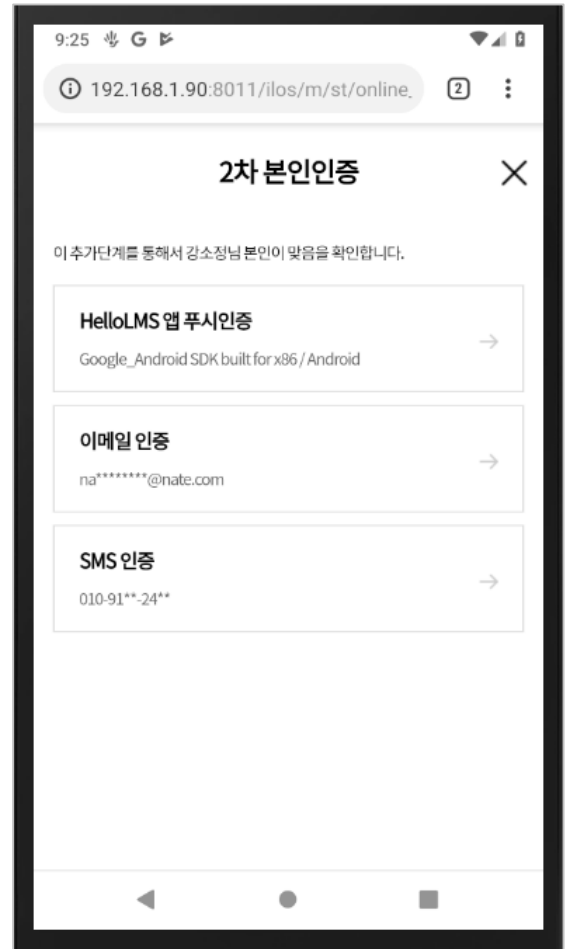 9:25
192.168.1.90:8011/ilos/m/st/online_
2
2차 본인인증
이 추가단계를 통해서 강소정님 본인이 맞음을 확인합니다.
HelloLMS 앱 푸시인증
Google_Android SDK built for x86 / Android
이메일 인증
na********@nate.com
SMS 인증
010-91**-24**